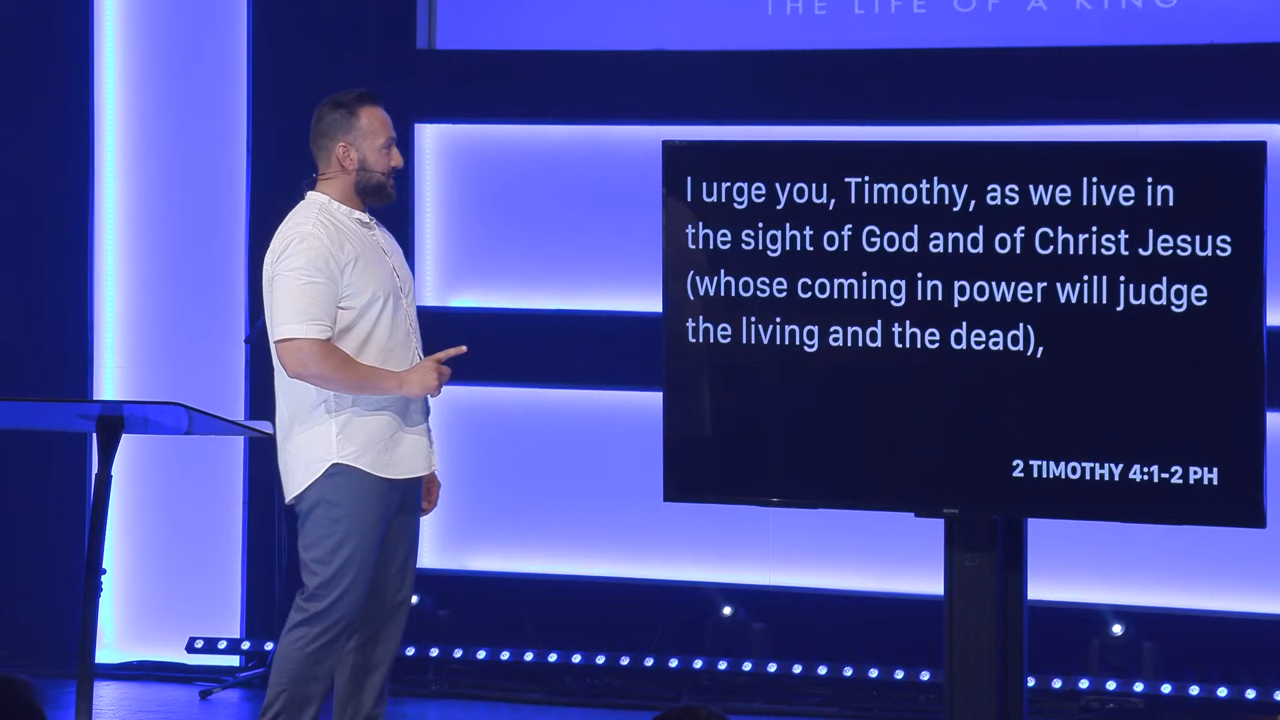 THE LIFE OF A KING
I urge you, Timothy, as we live in
the sight of God and of Christ Jesus
(whose coming in power will judge
the living and the dead),
2 TIMOTHY 4:1-2 PH
SONY